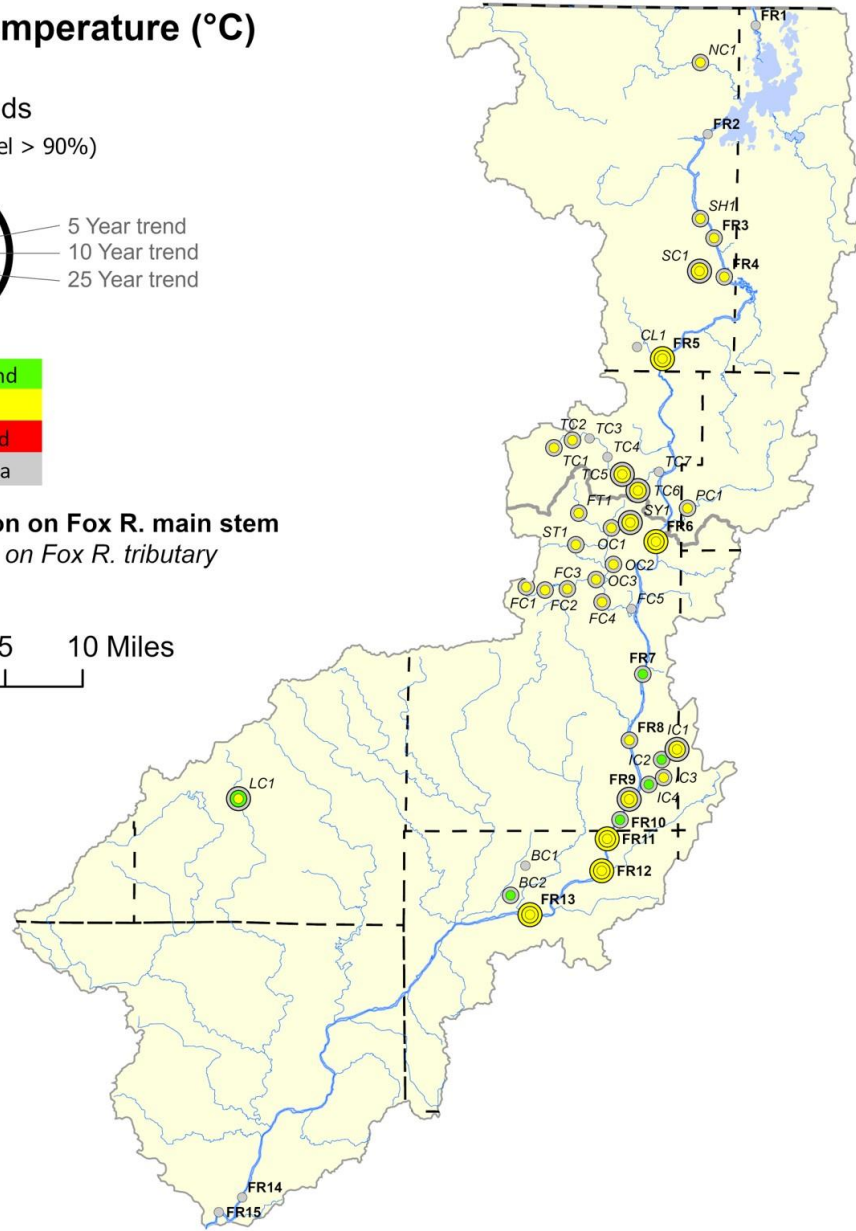 mperature (°C)
ds
el > 90%)
5 Year trend
10 Year trend
25 Year trend
nd
d
a
on on Fox R. main stem
on Fox R. tributary
5 10 Miles
FR1
NC1
FR2
SH1
FR3
SC1
FR4
CL1
FR5
TC2
TC3
TC4
TC1
TC5
TC7
TC6
PC1
FT1
SY1
FR6
ST1
OC1
OC2
FC3
OC3
FC1
FC2
FC4
FC5
FR7
FR8
IC1
IC2
IC3
FR9
IC4
FR10
FR11
BC1
FR12
BC2
FR13
LC1
FR14
FR15